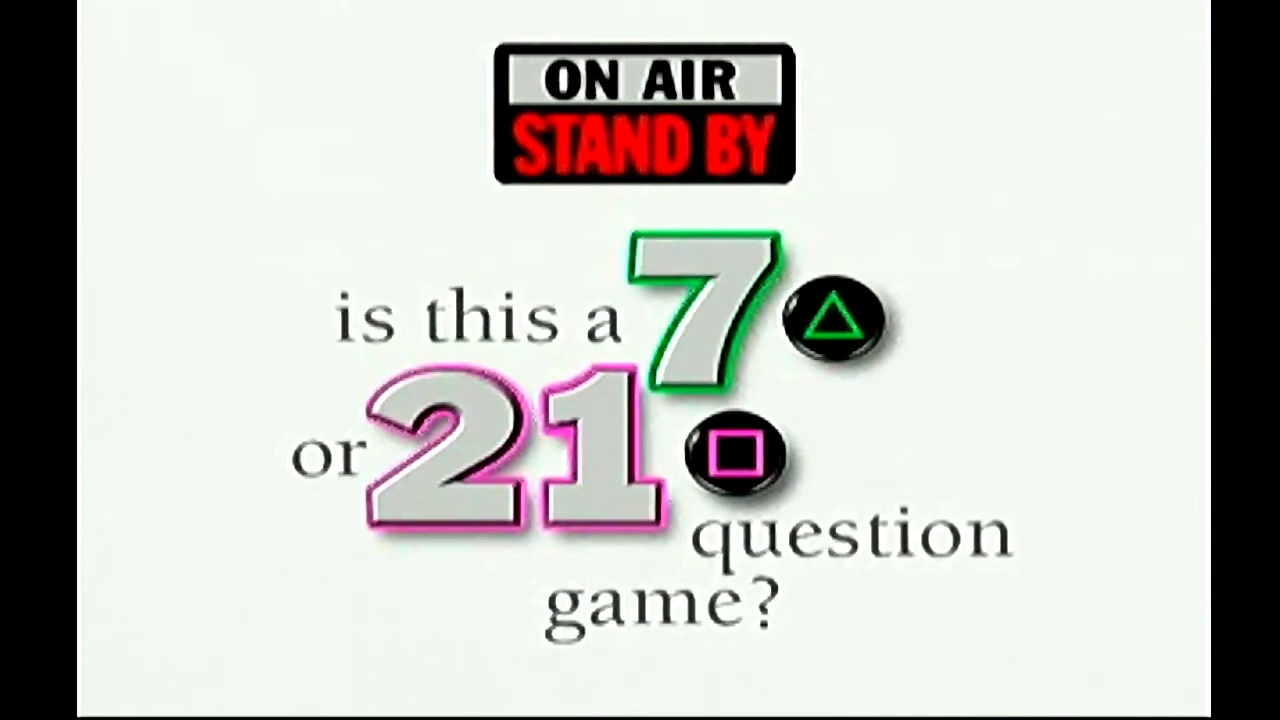 ON AIR
STAND BY
is this a 7
or 21
question
game?